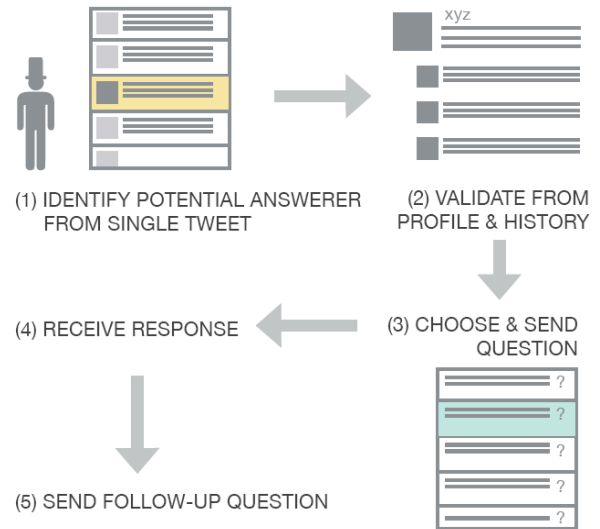 xyz
(1) IDENTIFY POTENTIAL ANSWERER
FROM SINGLE TWEET
(2) VALIDATE FROM
PROFILE & HISTORY
(3) CHOOSE & SEND
QUESTION
?
?
?
?
?
(4) RECEIVE RESPONSE
(5) SEND FOLLOW-UP QUESTION